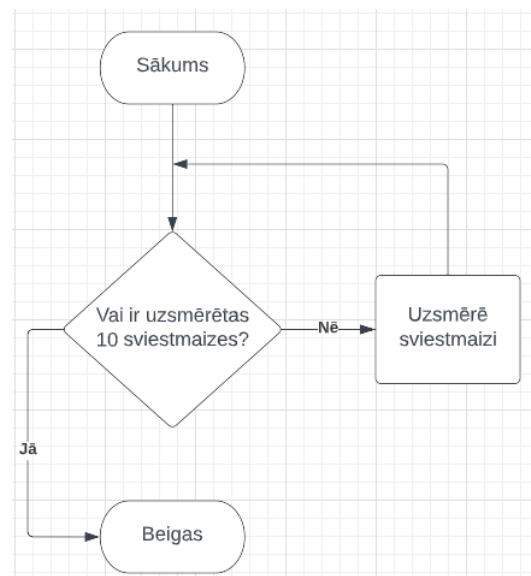 Sākums
Vai ir uzsmērētas
10 sviestmaizes?
Nē
Uzsmērē
sviestmaizi
Jā
Beigas